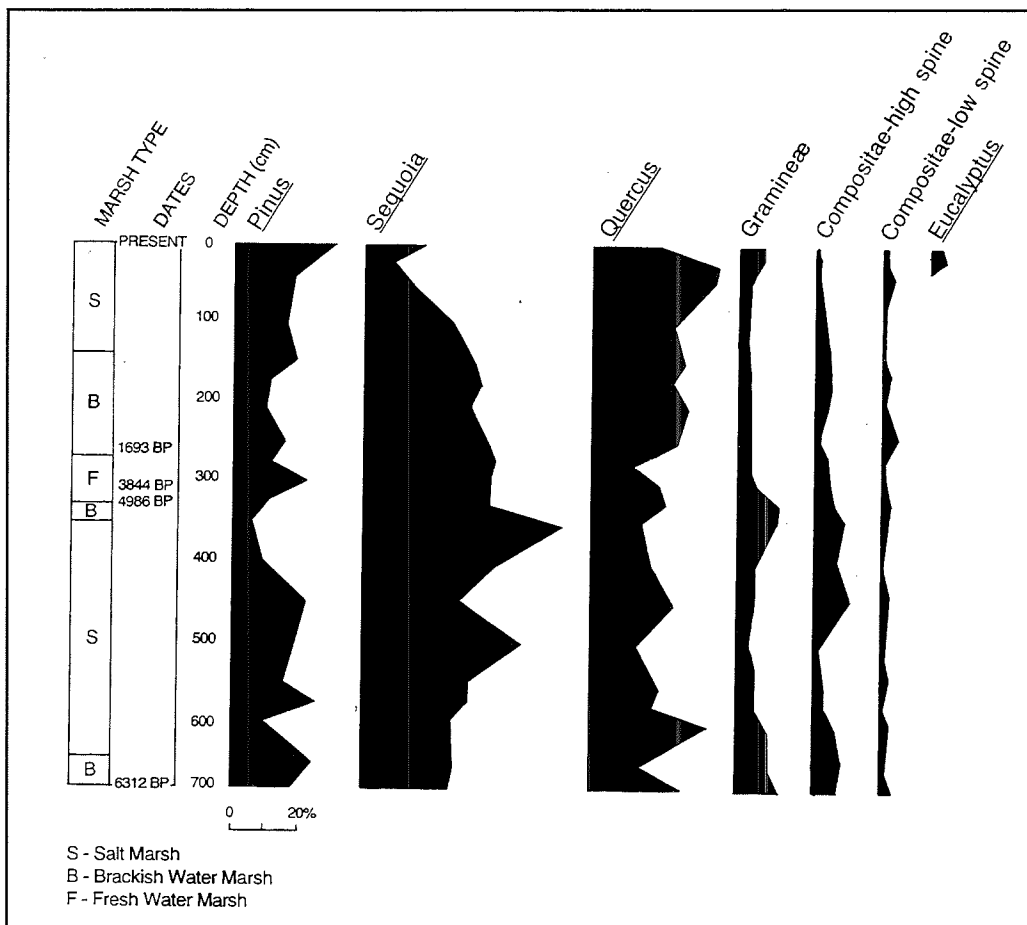 MARSH TYPE
DATES
DEPTH (cm)
Pinus
Sequoia
Quercus
Gramineæ
Compositae-high spine
Compositae-low spine
Eucalyptus
PRESENT
0
S
100
B
200
1693 BP
F
300
3844 BP
4986 BP
B
400
S
500
600
B
6312 BP
700
0 20%
S - Salt Marsh
B - Brackish Water Marsh
F - Fresh Water Marsh